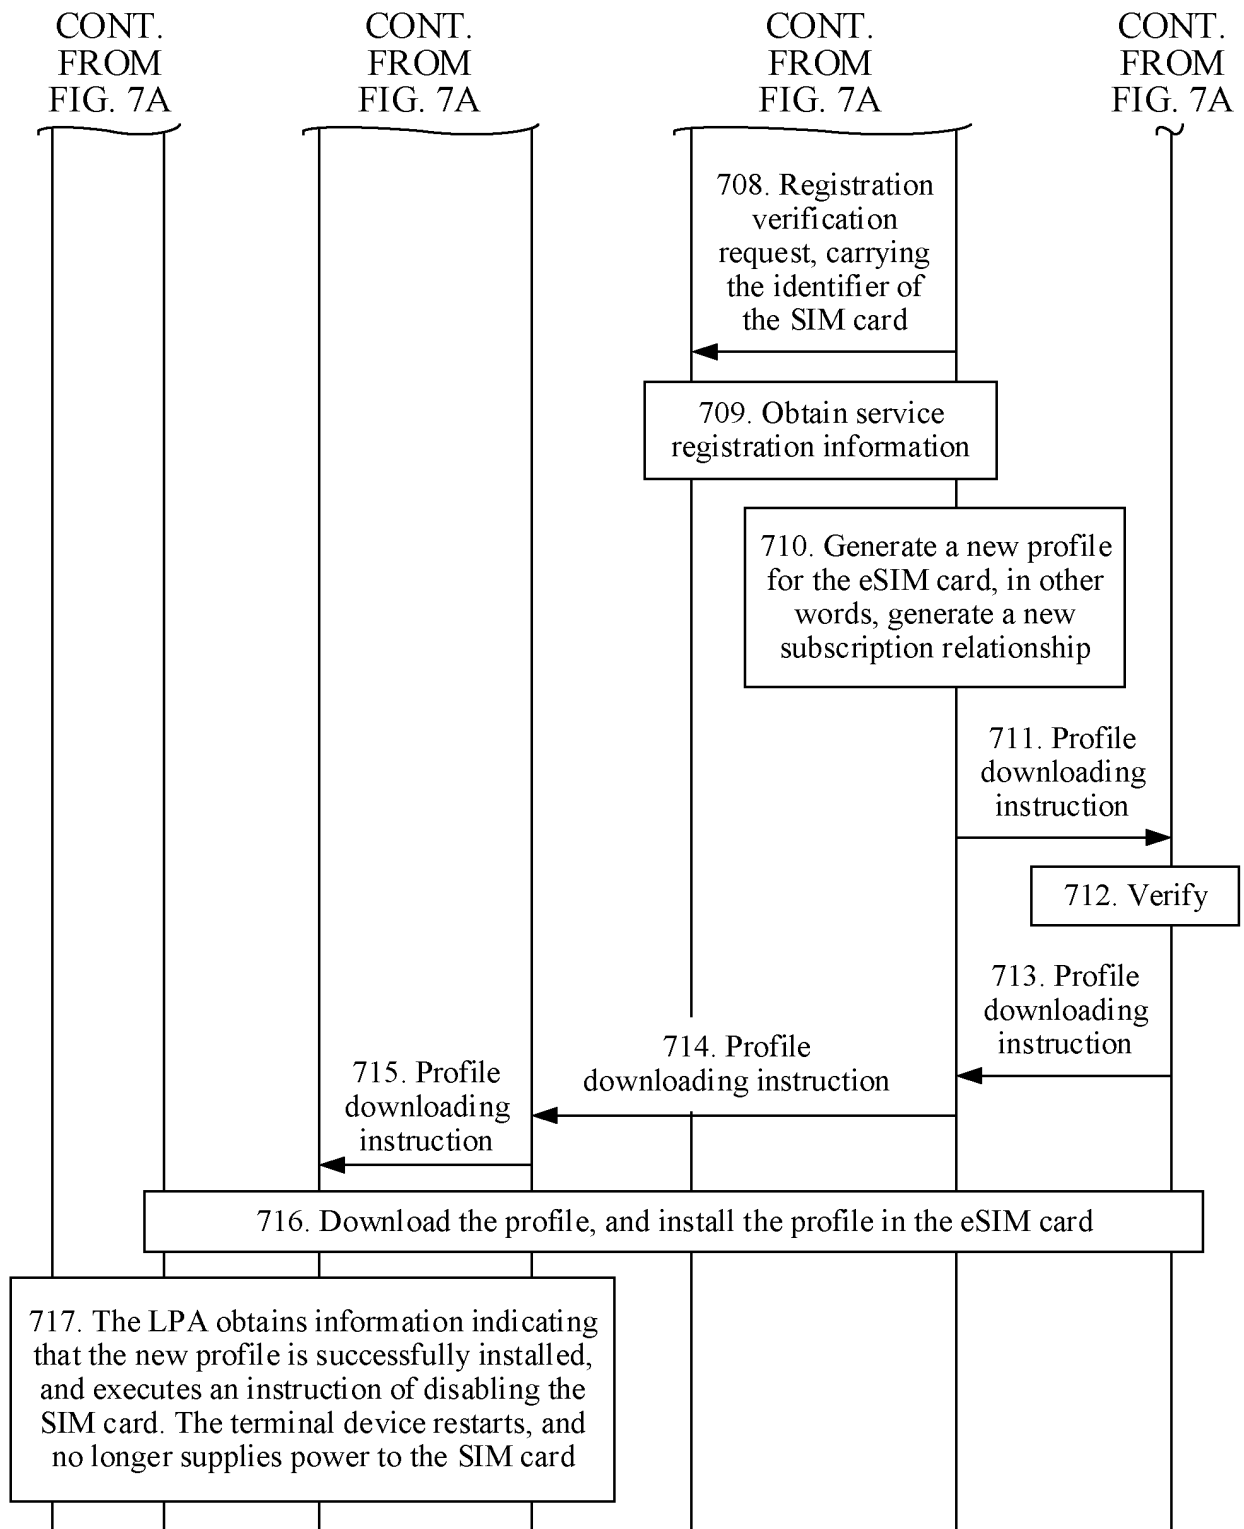 CONT.
FROM
FIG. 7A
CONT.
FROM
FIG. 7A
CONT.
FROM
FIG. 7A
CONT.
FROM
FIG. 7A
708. Registration
verification
request, carrying
the identifier of
the SIM card
709. Obtain service
registration information
710. Generate a new profile
for the eSIM card, in other
words, generate a new
subscription relationship
711. Profile
downloading
instruction
712. Verify
713. Profile
downloading
instruction
714. Profile
downloading instruction
715. Profile
downloading
instruction
716. Download the profile, and install the profile in the eSIM card
717. The LPA obtains information indicating
that the new profile is successfully installed,
and executes an instruction of disabling the
SIM card. The terminal device restarts, and
no longer supplies power to the SIM card